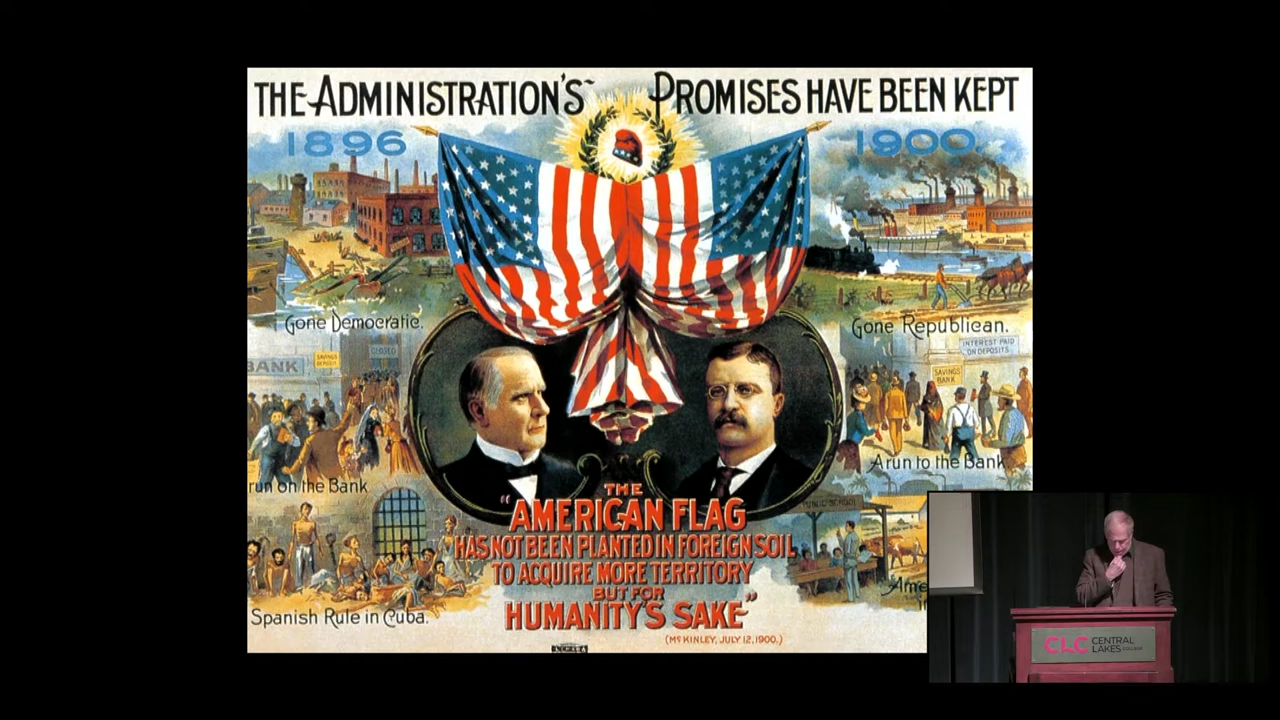 THE ADMINISTRATION'S PROMISES HAVE BEEN KEPT
1896
1900
Gone Democratic.
Gone Republican.
BANK
SAVINGS
CLOSED
INTEREST PAID
ON DEPOSITS
SAVINGS
BANK
run on the Bank
A run to the Bank
THE
"AMERICAN FLAG
HAS NOT BEEN PLANTED IN FOREIGN SOIL
TO ACQUIRE MORE TERRITORY
BUT FOR
HUMANITY'S SAKE"
(McKINLEY, JULY 12, 1900.)
PUBLIC SCHOOL
Spanish Rule in Cuba.
Ame
CLC CENTRAL
LAKES COLLEGE